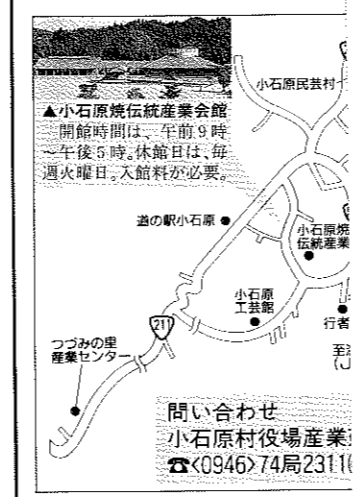 ▲小石原焼伝統産業会館
開館時間は、午前9時
~午後5時。休館日は、毎
週火曜日。入館料が必要。
小石原民芸村
道の駅小石原
小石原焼
伝統産業
小石原
工芸館
行者
211
つづみの里
産業センター
問い合わせ
小石原村役場産業
☎<0946>74局2311